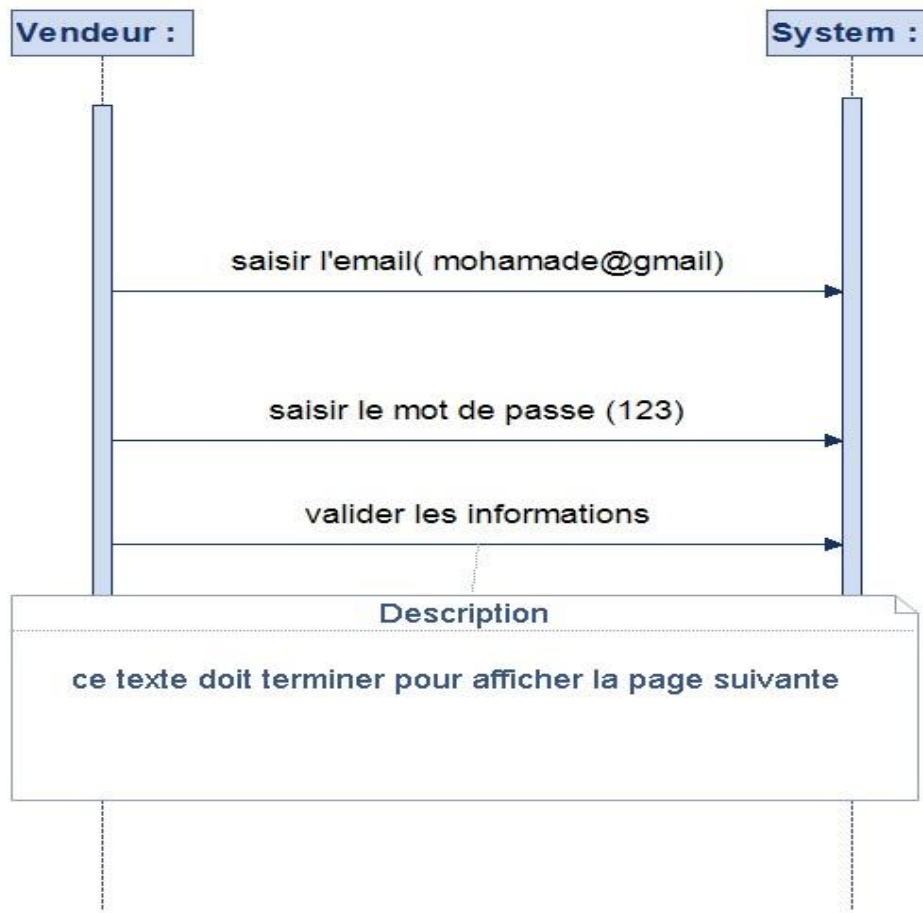 Vendeur :
System :
saisir l'email( mohamade@gmail)
saisir le mot de passe (123)
valider les informations
Description
ce texte doit terminer pour afficher la page suivante